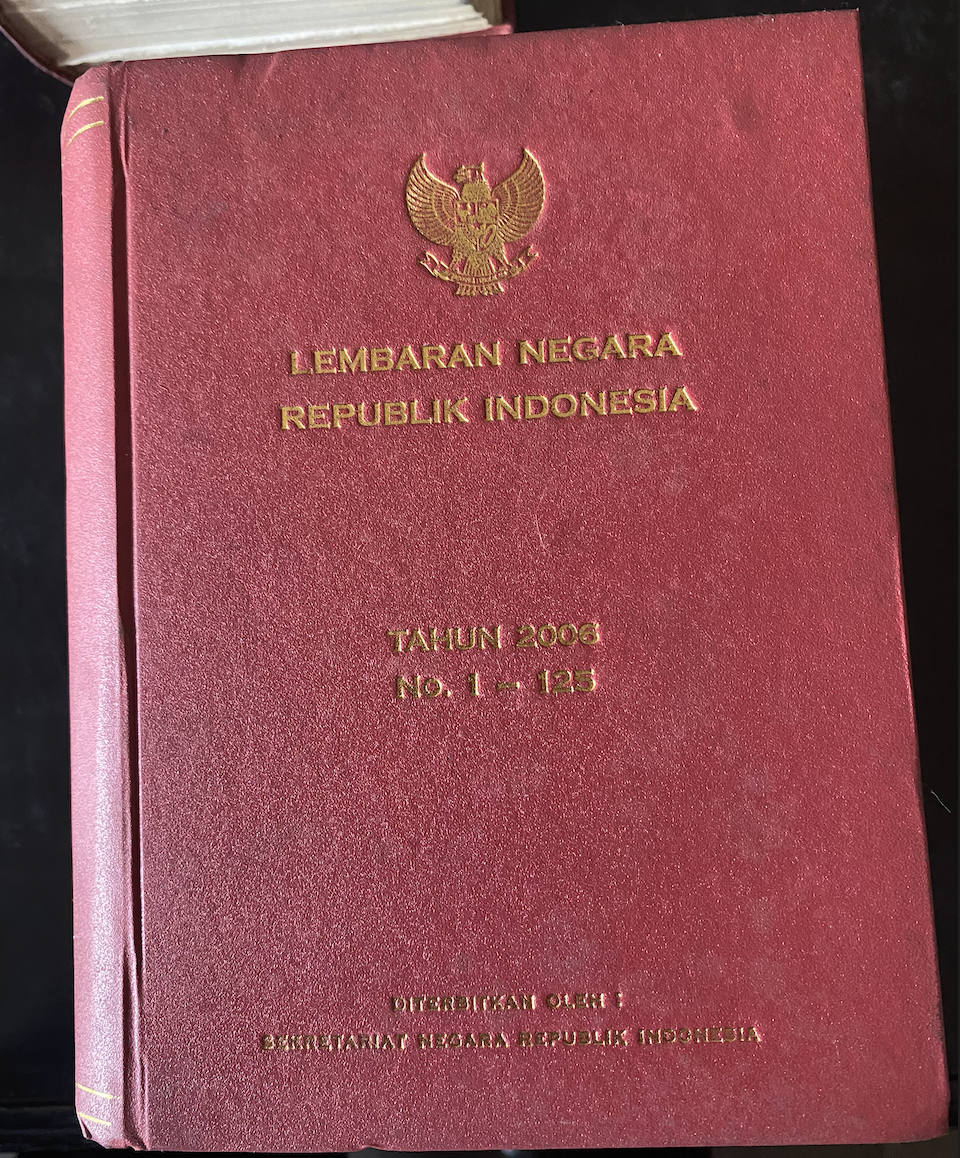 LEMBARAN NEGARA
REPUBLIK INDONESIA
TAHUN 2006
No. 1 – 125
DITERBITKAN OLEH :
SEKRETARIAT NEGARA REPUBLIK INDONESIA